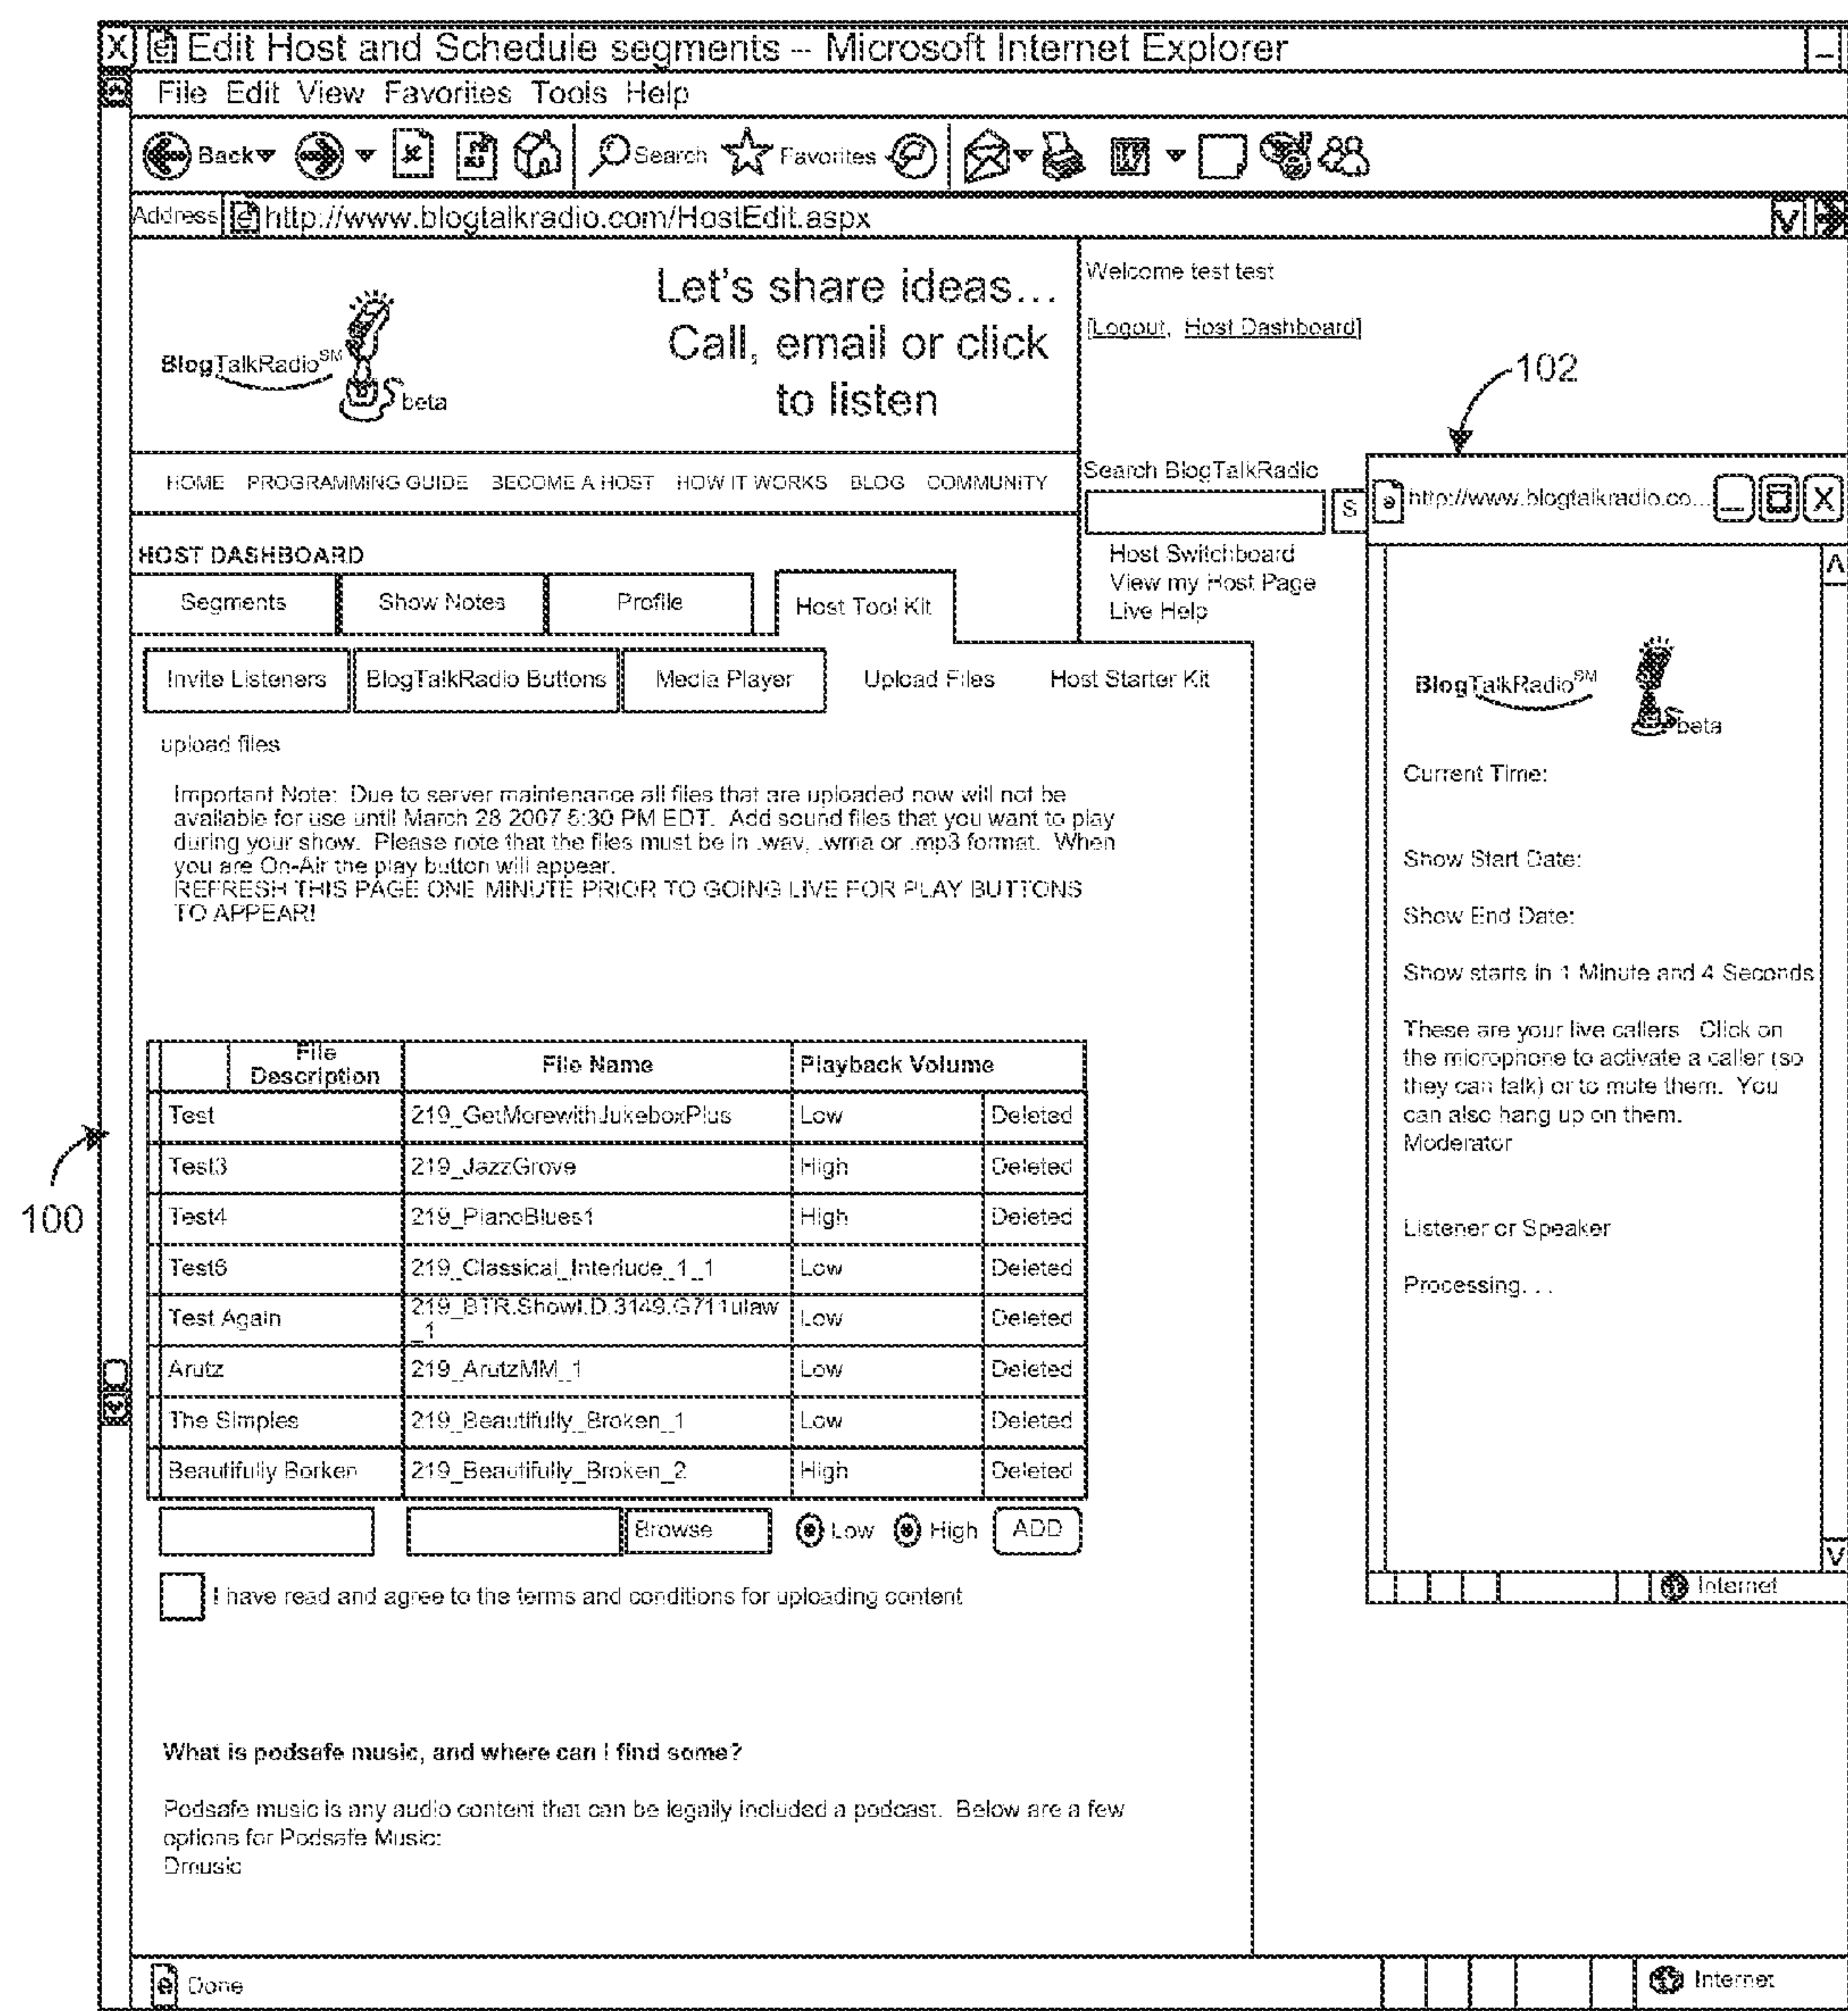 X Edit Host and Schedule segments -- Microsoft Internet Explorer _
File Edit View Favorites Tools Help
Back Search Favorites W
Address http://www.blogtalkradio.com/HostEdit.aspx V
BlogTalkRadio SM beta
Let's share ideas...
Call, email or click
to listen
Welcome test test
[Logout, Host Dashboard]
102
HOME PROGRAMMING GUIDE BECOME A HOST HOW IT WORKS BLOG COMMUNITY
Search BlogTalkRadio
S
Host Switchboard
View my Host Page
Live Help
HOST DASHBOARD
Segments Show Notes Profile Host Tool Kit
Invite Listeners BlogTalkRadio Buttons Media Player Upload Files Host Starter Kit
upload files
Important Note: Due to server maintenance all files that are uploaded now will not be
available for use until March 28 2007 5:30 PM EDT. Add sound files that you want to play
during your show. Please note that the files must be in .wav, .wma or .mp3 format. When
you are On-Air the play button will appear.
REFRESH THIS PAGE ONE MINUTE PRIOR TO GOING LIVE FOR PLAY BUTTONS
TO APPEAR!
File Description File Name Playback Volume
Test 219_GetMorewithJukeboxPlus Low Deleted
Test3 219_JazzGrove High Deleted
Test4 219_PianoBlues1 High Deleted
Test6 219_Classical_Interlude_1_1 Low Deleted
Test Again 219_BTR.ShowI.D.3149.G711ulaw_1 Low Deleted
Arutz 219_ArutzMM_1 Low Deleted
The Simples 219_Beautifully_Broken_1 Low Deleted
Beautifully Borken 219_Beautifully_Broken_2 High Deleted
Browse Low High ADD
I have read and agree to the terms and conditions for uploading content
100
What is podsafe music, and where can I find some?
Podsafe music is any audio content that can be legally included a podcast. Below are a few
options for Podsafe Music:
Dmusic
http://www.blogtalkradio.co... _ X
BlogTalkRadio SM beta
Current Time:
Show Start Date:
Show End Date:
Show starts in 1 Minute and 4 Seconds
These are your live callers Click on
the microphone to activate a caller (so
they can talk) or to mute them. You
can also hang up on them.
Moderator
Listener or Speaker
Processing. . .
Internet
Done Internet